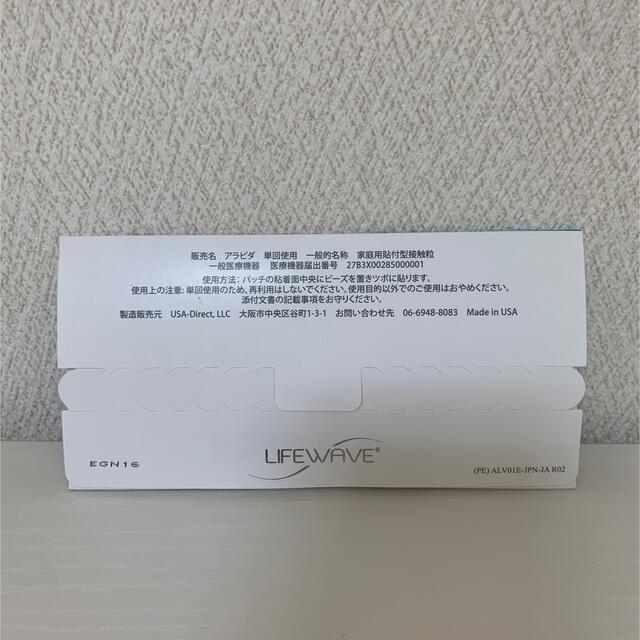 販売名 アラビダ 単回使用 一般的名称 家庭用貼付型接触粒
一般医療機器 医療機器届出番号 27B3X00285000001
使用方法:パッチの粘着面中央にビーズを置きツボに貼ります。
使用上の注意:単回使用のため、再利用はしないでください。使用目的以外でのご使用はおやめください。
添付文書の記載事項をお守りください。
製造販売元 USA-Direct, LLC 大阪市中央区谷町1-3-1 お問い合わせ先 06-6948-8083 Made in USA
EGN16
LIFEWAVE®
(PE) ALV01E-JPN-JA R02